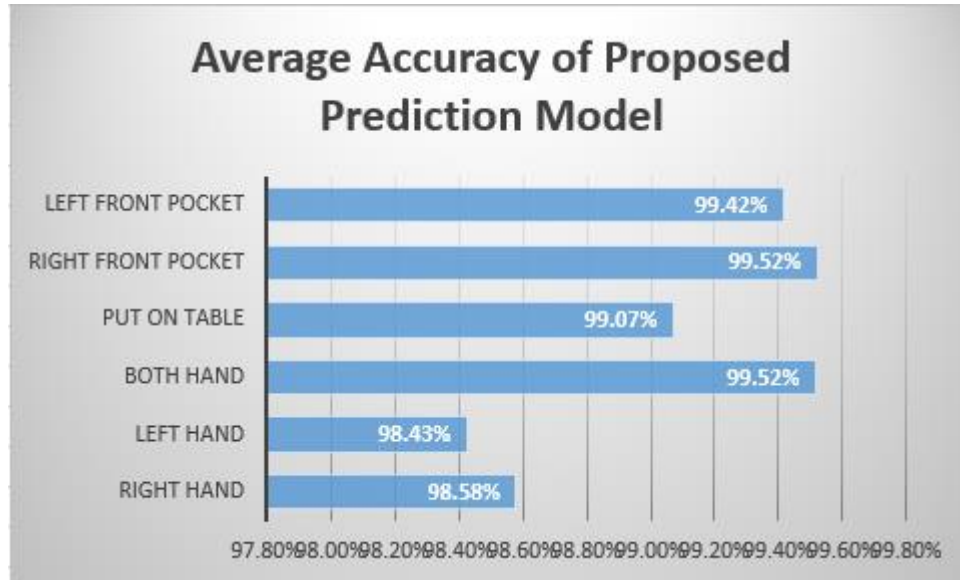 Average Accuracy of Proposed
Prediction Model
LEFT FRONT POCKET 99.42%
RIGHT FRONT POCKET 99.52%
PUT ON TABLE 99.07%
BOTH HAND 99.52%
LEFT HAND 98.43%
RIGHT HAND 98.58%
97.80% 98.00% 98.20% 98.40% 98.60% 98.80% 99.00% 99.20% 99.40% 99.60% 99.80%